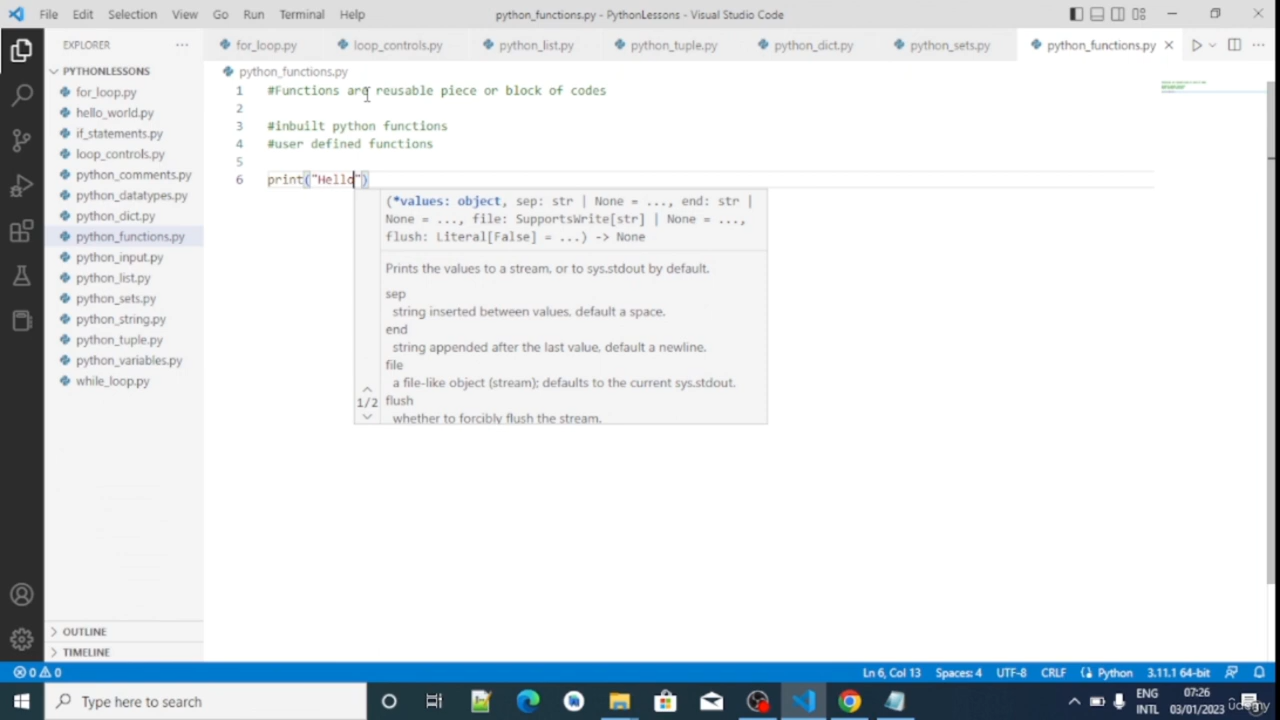 File Edit Selection View Go Run Terminal Help python_functions.py - PythonLessons - Visual Studio Code
EXPLORER
for_loop.py loop_controls.py python_list.py python_tuple.py python_dict.py python_sets.py python_functions.py
PYTHONLESSONS
for_loop.py
hello_world.py
if_statements.py
loop_controls.py
python_comments.py
python_datatypes.py
python_dict.py
python_functions.py
python_input.py
python_list.py
python_sets.py
python_string.py
python_tuple.py
python_variables.py
while_loop.py
OUTLINE
TIMELINE
python_functions.py
1 #Functions are reusable piece or block of codes
2
3 #inbuilt python functions
4 #user defined functions
5
6 print("Hello")
(*values: object, sep: str | None = ..., end: str |
None = ..., file: SupportsWrite[str] | None = ...,
flush: Literal[False] = ...) -> None
Prints the values to a stream, or to sys.stdout by default.
sep
string inserted between values, default a space.
end
string appended after the last value, default a newline.
file
a file-like object (stream); defaults to the current sys.stdout.
1/2
flush
whether to forcibly flush the stream.
0 0 Ln 6, Col 13 Spaces: 4 UTF-8 CRLF Python 3.11.1 64-bit
Type here to search
ENG
INTL
07:26
03/01/2023
udemy